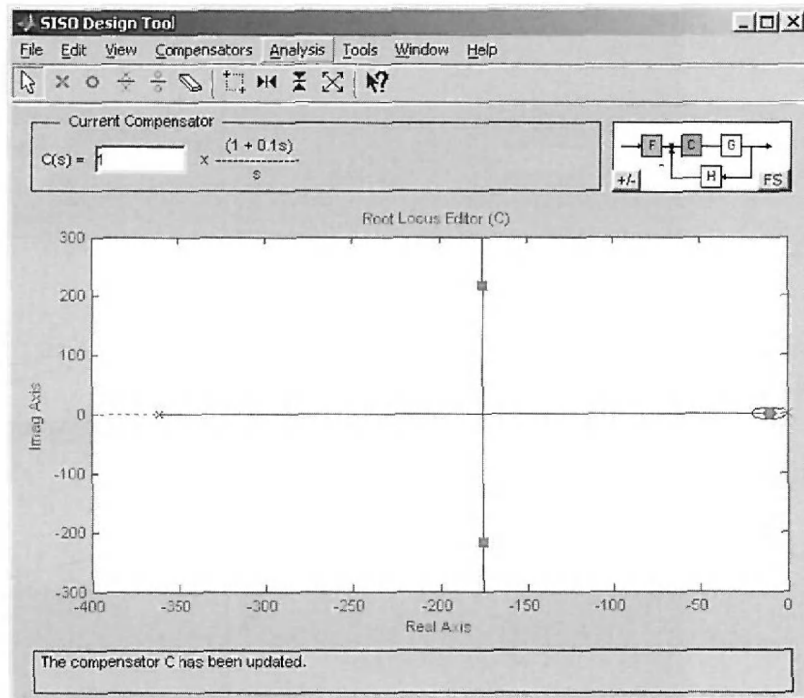 SISO Design Tool
File Edit View Compensators Analysis Tools Window Help
Current Compensator
C(s) = 1 × (1 + 0.1s)
s
F C G
H
+/- FS
Root Locus Editor (C)
300
200
100
0
-100
-200
-300
Imag Axis
-400 -350 -300 -250 -200 -150 -100 -50 0
Real Axis
The compensator C has been updated.